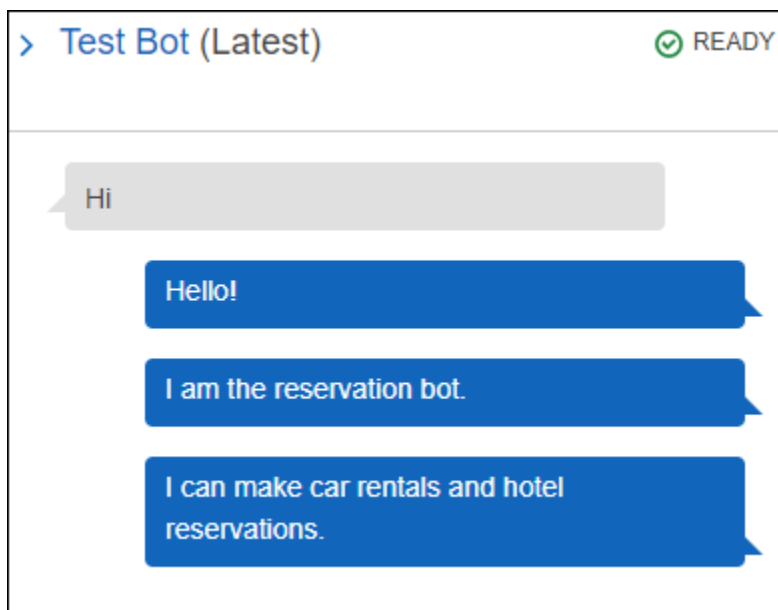 Test Bot (Latest)
READY
Hi
Hello!
I am the reservation bot.
I can make car rentals and hotel
reservations.